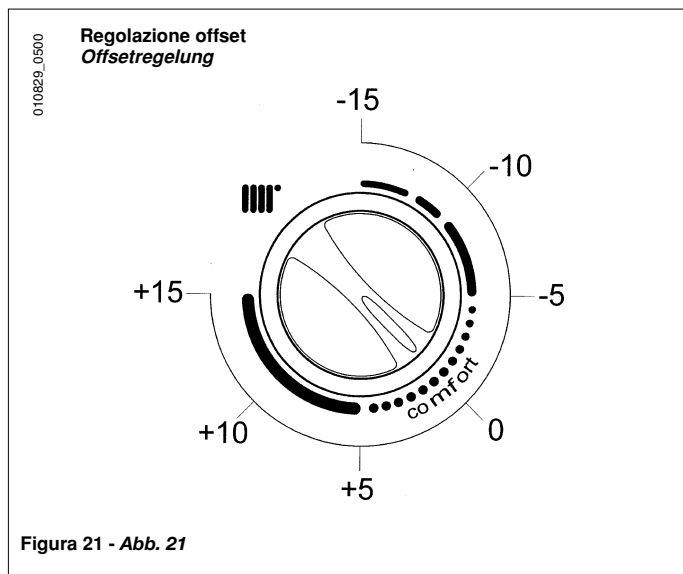 010829_0500
Regolazione offset
Offsetregelung
-15
-10
-5
0
+5
+10
+15
comfort
Figura 21 - Abb. 21